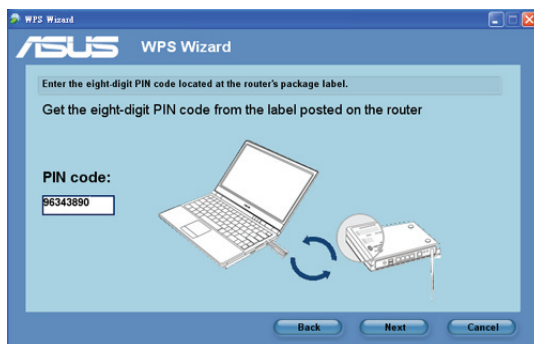 WPS Wizard
ASUS WPS Wizard
Enter the eight-digit PIN code located at the router's package label.
Get the eight-digit PIN code from the label posted on the router
PIN code:
96343890
Back Next Cancel